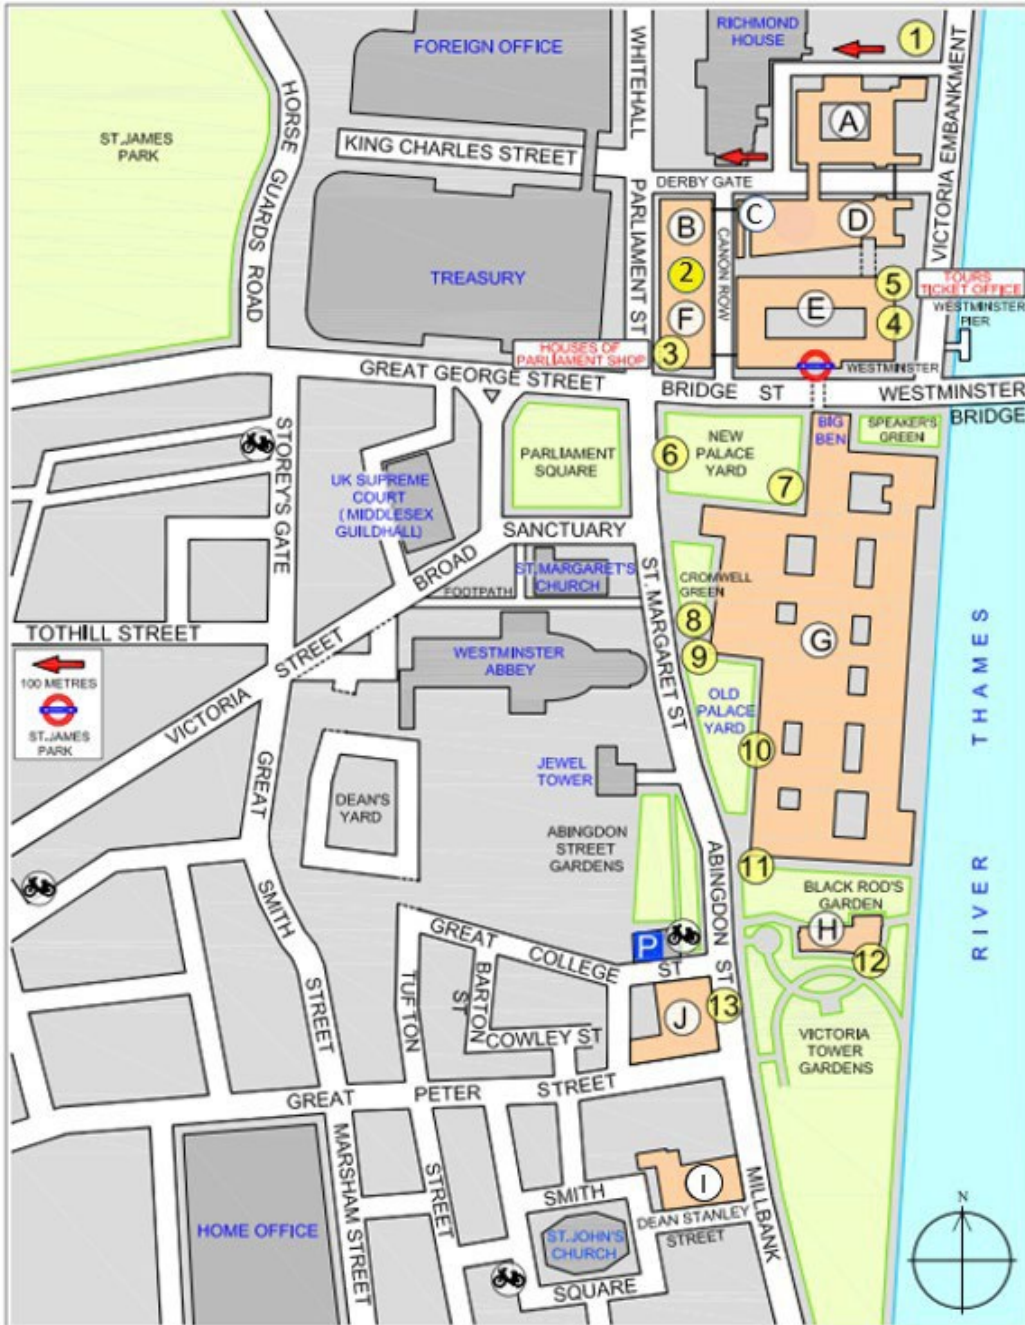 RICHMOND
HOUSE
1
FOREIGN OFFICE
WHITEHALL
VICTORIA EMBANKMENT
ST.JAMES
PARK
HORSE GUARDS ROAD
A
KING CHARLES STREET
DERBY GATE
PARLIAMENT ST
B
C
D
CANON ROW
2
TREASURY
5
TOURS
TICKET OFFICE
E
F
4
WESTMINSTER
PIER
HOUSES OF
PARLIAMENT SHOP
3
WESTMINSTER
GREAT GEORGE STREET
BRIDGE ST
WESTMINSTER
BRIDGE
STOREY'S GATE
PARLIAMENT
SQUARE
6
NEW
PALACE
YARD
7
BIG
BEN
SPEAKER'S
GREEN
UK SUPREME
COURT
(MIDDLESEX
GUILDHALL)
BROAD
SANCTUARY
ST.MARGARET'S
CHURCH
FOOTPATH
ST.MARGARET ST
CROMWELL
GREEN
8
9
G
TOTHILL STREET
100 METRES
ST.JAMES
PARK
VICTORIA STREET
WESTMINSTER
ABBEY
OLD
PALACE
YARD
10
RIVER THAMES
GREAT
SMITH
STREET
DEAN'S
YARD
JEWEL
TOWER
ABINGDON
STREET
GARDENS
ABINGDON ST
11
BLACK ROD'S
GARDEN
H
12
P
GREAT COLLEGE ST
BARTON
ST
TUFTON
STREET
COWLEY ST
J
13
VICTORIA
TOWER
GARDENS
GREAT PETER STREET
MARSHAM STREET
HOME OFFICE
SMITH
SQUARE
ST.JOHN'S
CHURCH
I
DEAN STANLEY
STREET
MILLBANK
N